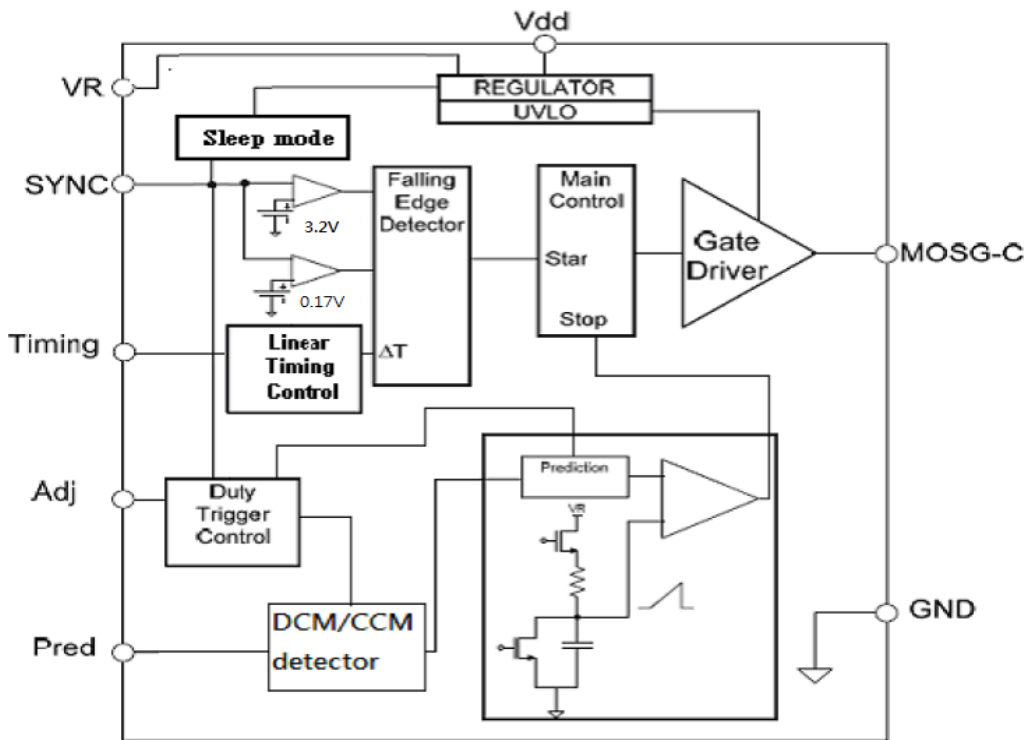 Vdd
VR
REGULATOR
UVLO
Sleep mode
SYNC
3.2V
0.17V
Falling
Edge
Detector
ΔT
Main
Control
Star
Stop
Gate
Driver
MOSG-C
Timing
Linear
Timing
Control
Adj
Duty
Trigger
Control
Prediction
VR
Pred
DCM/CCM
detector
GND